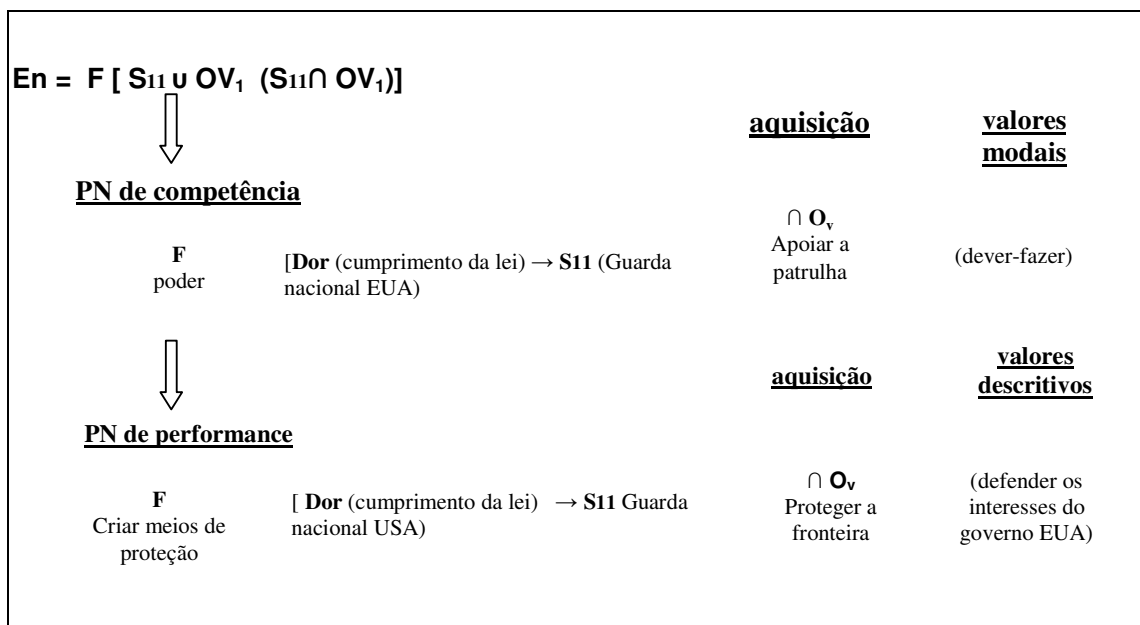 En = F [ S11 ∪ OV1 (S11∩ OV1)]
aquisição
valores
modais
PN de competência
F
poder
[Dor (cumprimento da lei) → S11 (Guarda
nacional EUA)
∩ Ov
Apoiar a
patrulha
(dever-fazer)
aquisição
valores
descritivos
PN de performance
F
Criar meios de
proteção
[ Dor (cumprimento da lei) → S11 Guarda
nacional USA)
∩ Ov
Proteger a
fronteira
(defender os
interesses do
governo EUA)